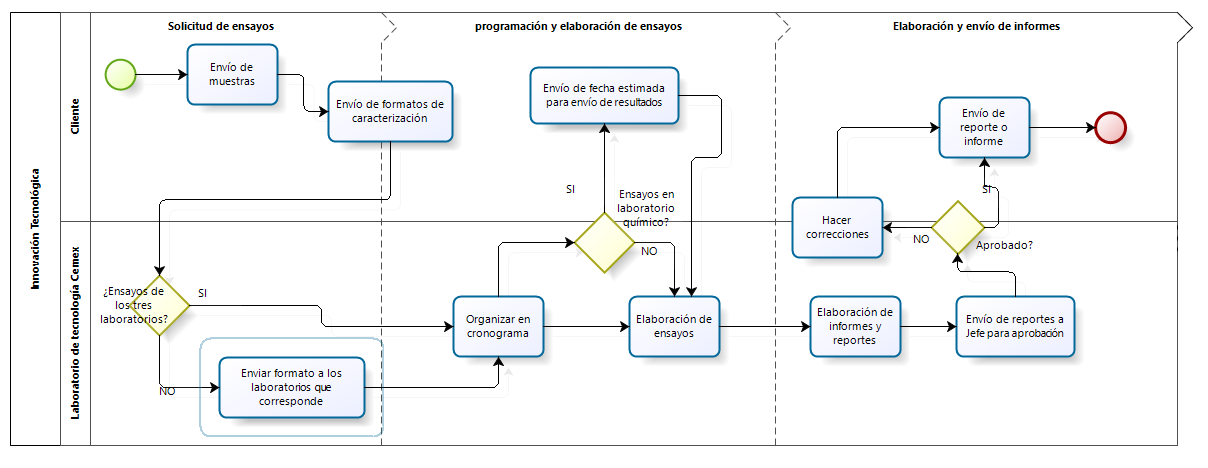 Solicitud de ensayos
programación y elaboración de ensayos
Elaboración y envío de informes
Innovación Tecnológica
Cliente
Envío de
muestras
Envío de formatos de
caracterización
Envío de fecha estimada
para envío de resultados
Envío de
reporte o
informe
SI
Ensayos en
laboratorio
químico?
NO
SI
Hacer
correcciones
NO
Aprobado?
Laboratorio de tecnología Cemex
¿Ensayos de
los tres
laboratorios?
SI
NO
Enviar formato a los
laboratorios que
corresponde
Organizar en
cronograma
Elaboración de
ensayos
Elaboración de
informes y
reportes
Envío de reportes a
Jefe para aprobación